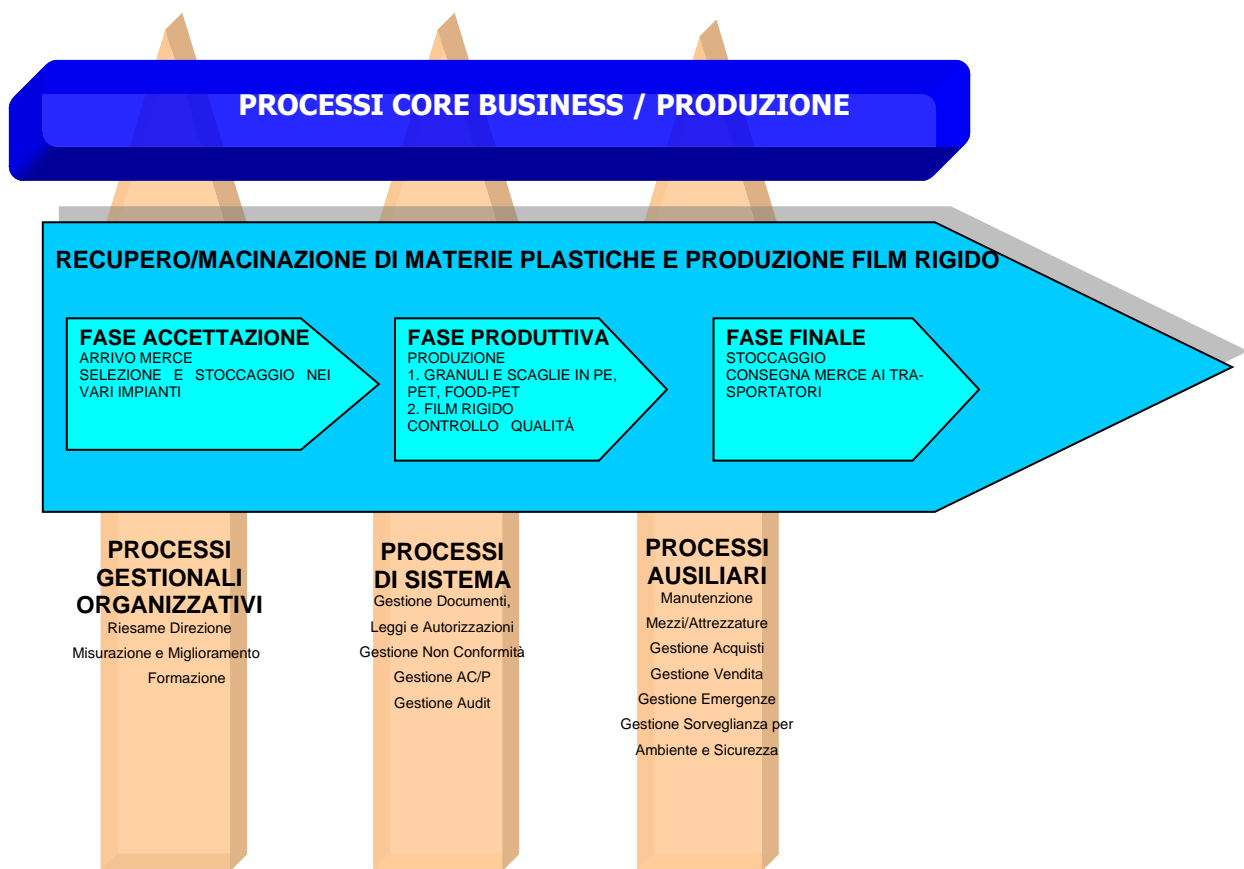 PROCESSI CORE BUSINESS / PRODUZIONE
RECUPERO/MACINAZIONE DI MATERIE PLASTICHE E PRODUZIONE FILM RIGIDO
FASE ACCETTAZIONE
ARRIVO MERCE
SELEZIONE E STOCCAGGIO NEI
VARI IMPIANTI
FASE PRODUTTIVA
PRODUZIONE
1. GRANULI E SCAGLIE IN PE,
PET, FOOD-PET
2. FILM RIGIDO
CONTROLLO QUALITÁ
FASE FINALE
STOCCAGGIO
CONSEGNA MERCE AI TRA-
SPORTATORI
PROCESSI
GESTIONALI
ORGANIZZATIVI
Riesame Direzione
Misurazione e Miglioramento
Formazione
PROCESSI
DI SISTEMA
Gestione Documenti,
Leggi e Autorizzazioni
Gestione Non Conformità
Gestione AC/P
Gestione Audit
PROCESSI
AUSILIARI
Manutenzione
Mezzi/Attrezzature
Gestione Acquisti
Gestione Vendita
Gestione Emergenze
Gestione Sorveglianza per
Ambiente e Sicurezza